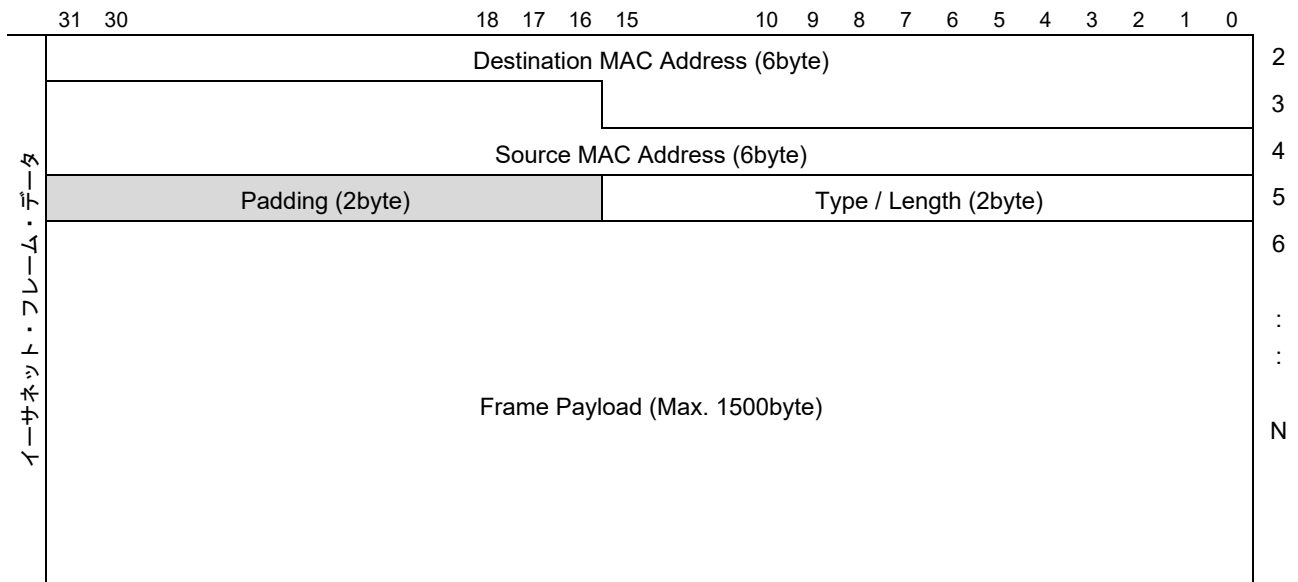 31 30 18 17 16 15 10 9 8 7 6 5 4 3 2 1 0
Destination MAC Address (6byte) 2
3
Source MAC Address (6byte) 4
Padding (2byte) Type / Length (2byte) 5
6
:
:
Frame Payload (Max. 1500byte)
N
イーサネット・フレーム・データ